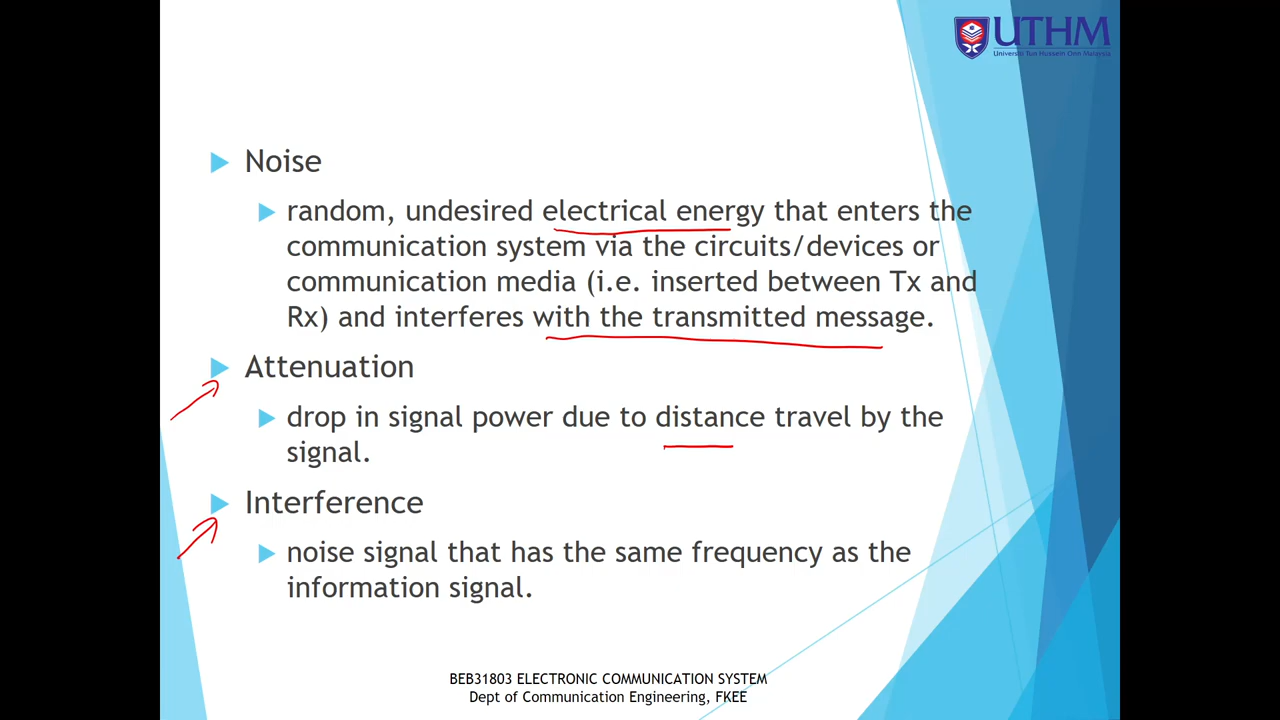 UTHM
Universiti Tun Hussein Onn Malaysia
Noise
random, undesired electrical energy that enters the
communication system via the circuits/devices or
communication media (i.e. inserted between Tx and
Rx) and interferes with the transmitted message.
Attenuation
drop in signal power due to distance travel by the
signal.
Interference
noise signal that has the same frequency as the
information signal.
BEB31803 ELECTRONIC COMMUNICATION SYSTEM
Dept of Communication Engineering, FKEE